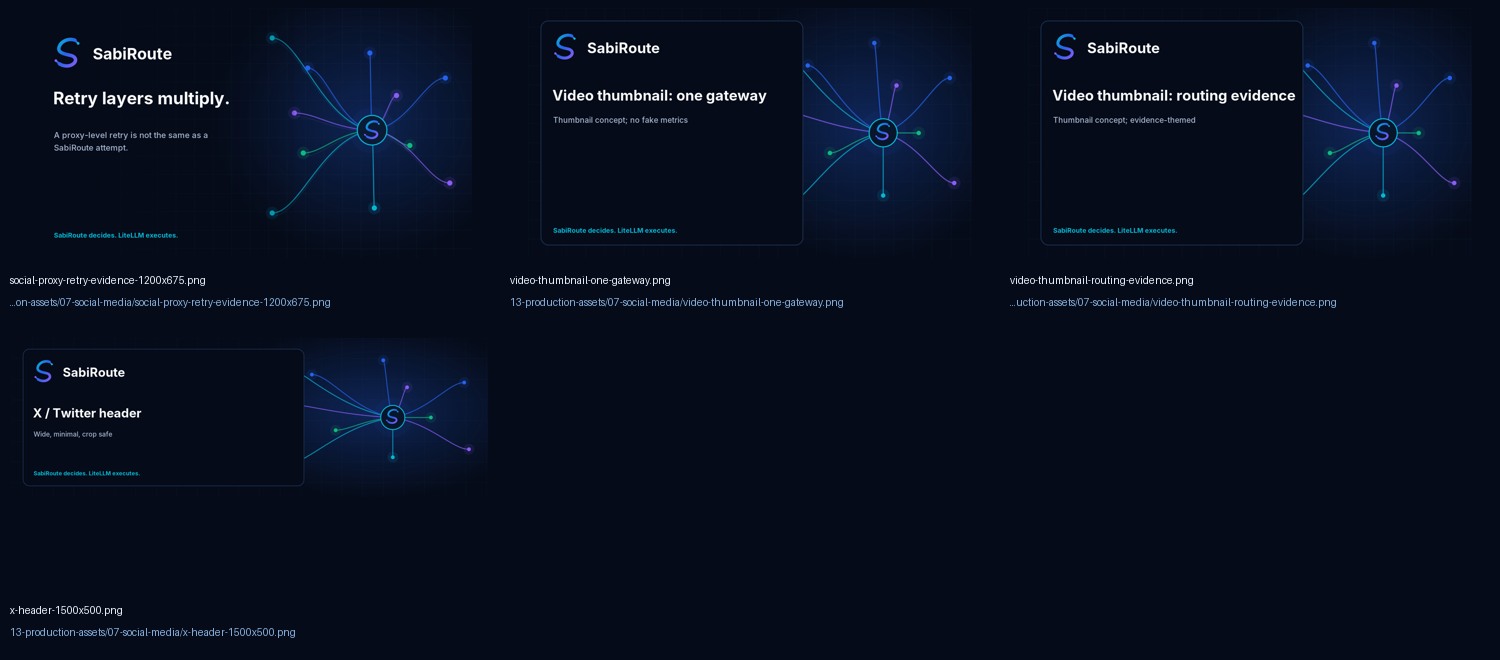 SabiRoute
Retry layers multiply.
A proxy-level retry is not the same as a
SabiRoute attempt.
SabiRoute decides. LiteLLM executes.
social-proxy-retry-evidence-1200x675.png
...on-assets/07-social-media/social-proxy-retry-evidence-1200x675.png
SabiRoute
Video thumbnail: one gateway
Thumbnail concept; no fake metrics
SabiRoute decides. LiteLLM executes.
video-thumbnail-one-gateway.png
13-production-assets/07-social-media/video-thumbnail-one-gateway.png
SabiRoute
Video thumbnail: routing evidence
Thumbnail concept; evidence-themed
SabiRoute decides. LiteLLM executes.
video-thumbnail-routing-evidence.png
...uction-assets/07-social-media/video-thumbnail-routing-evidence.png
SabiRoute
X / Twitter header
Wide, minimal, crop safe
SabiRoute decides. LiteLLM executes.
x-header-1500x500.png
13-production-assets/07-social-media/x-header-1500x500.png